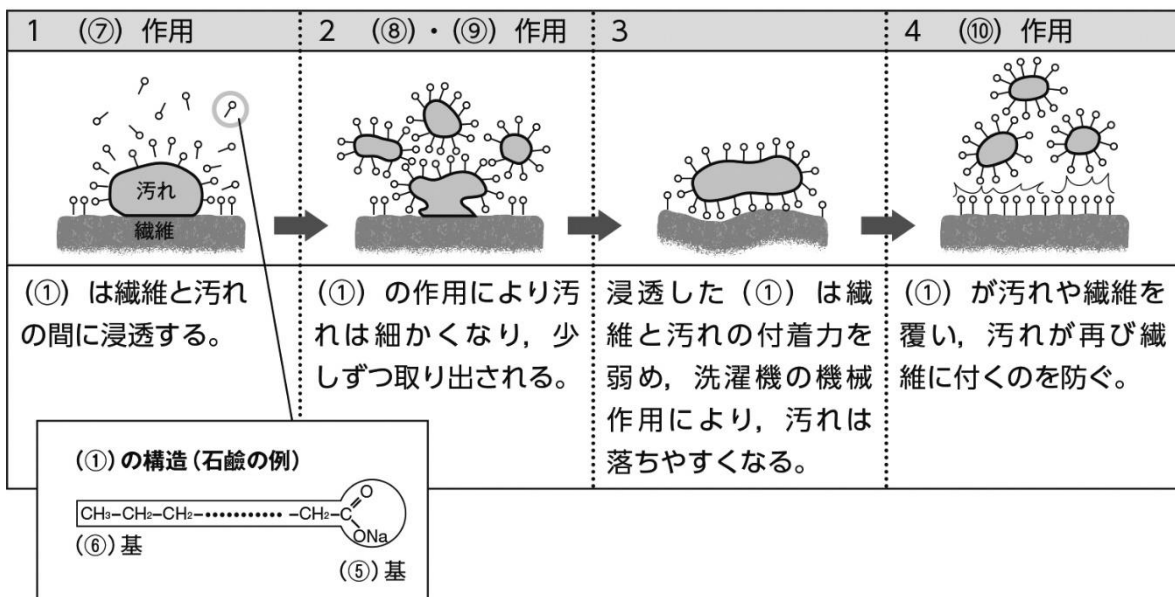 1 (⑦) 作用
2 (⑧)・(⑨) 作用
3
4 (⑩) 作用
汚れ
繊維
(①) は繊維と汚れ
の間に浸透する。
(①) の作用により汚
れは細かくなり，少
しずつ取り出される。
浸透した (①) は繊
維と汚れの付着力を
弱め，洗濯機の機械
作用により，汚れは
落ちやすくなる。
(①) が汚れや繊維を
覆い，汚れが再び繊
維に付くのを防ぐ。
(①) の構造 (石鹼の例)
CH₃−CH₂−CH₂−••••••••••• −CH₂−C
O
ONa
(⑥) 基
(⑤) 基